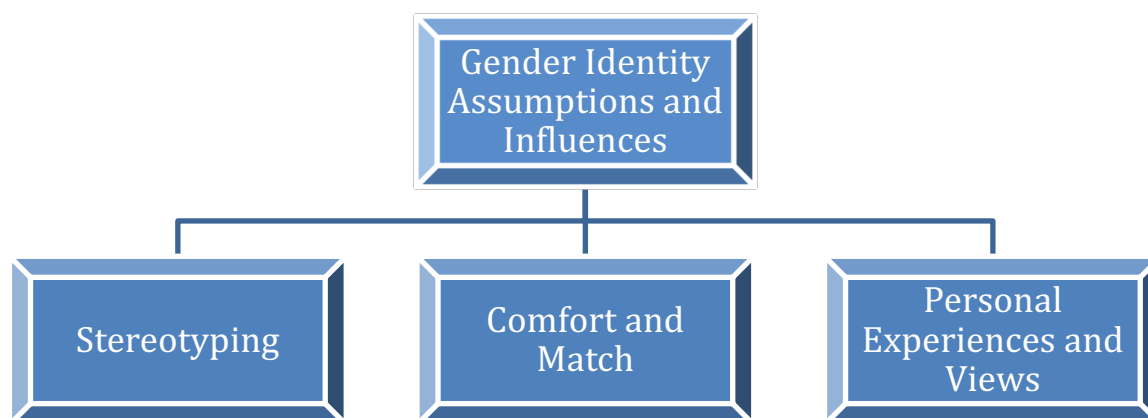 Gender Identity
Assumptions and
Influences
Stereotyping
Comfort and
Match
Personal
Experiences and
Views